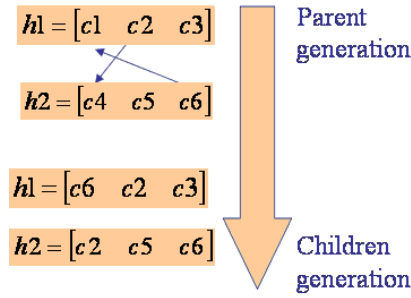 h1 = [c1 c2 c3]
Parent
generation
h2 = [c4 c5 c6]
h1 = [c6 c2 c3]
h2 = [c2 c5 c6]
Children
generation